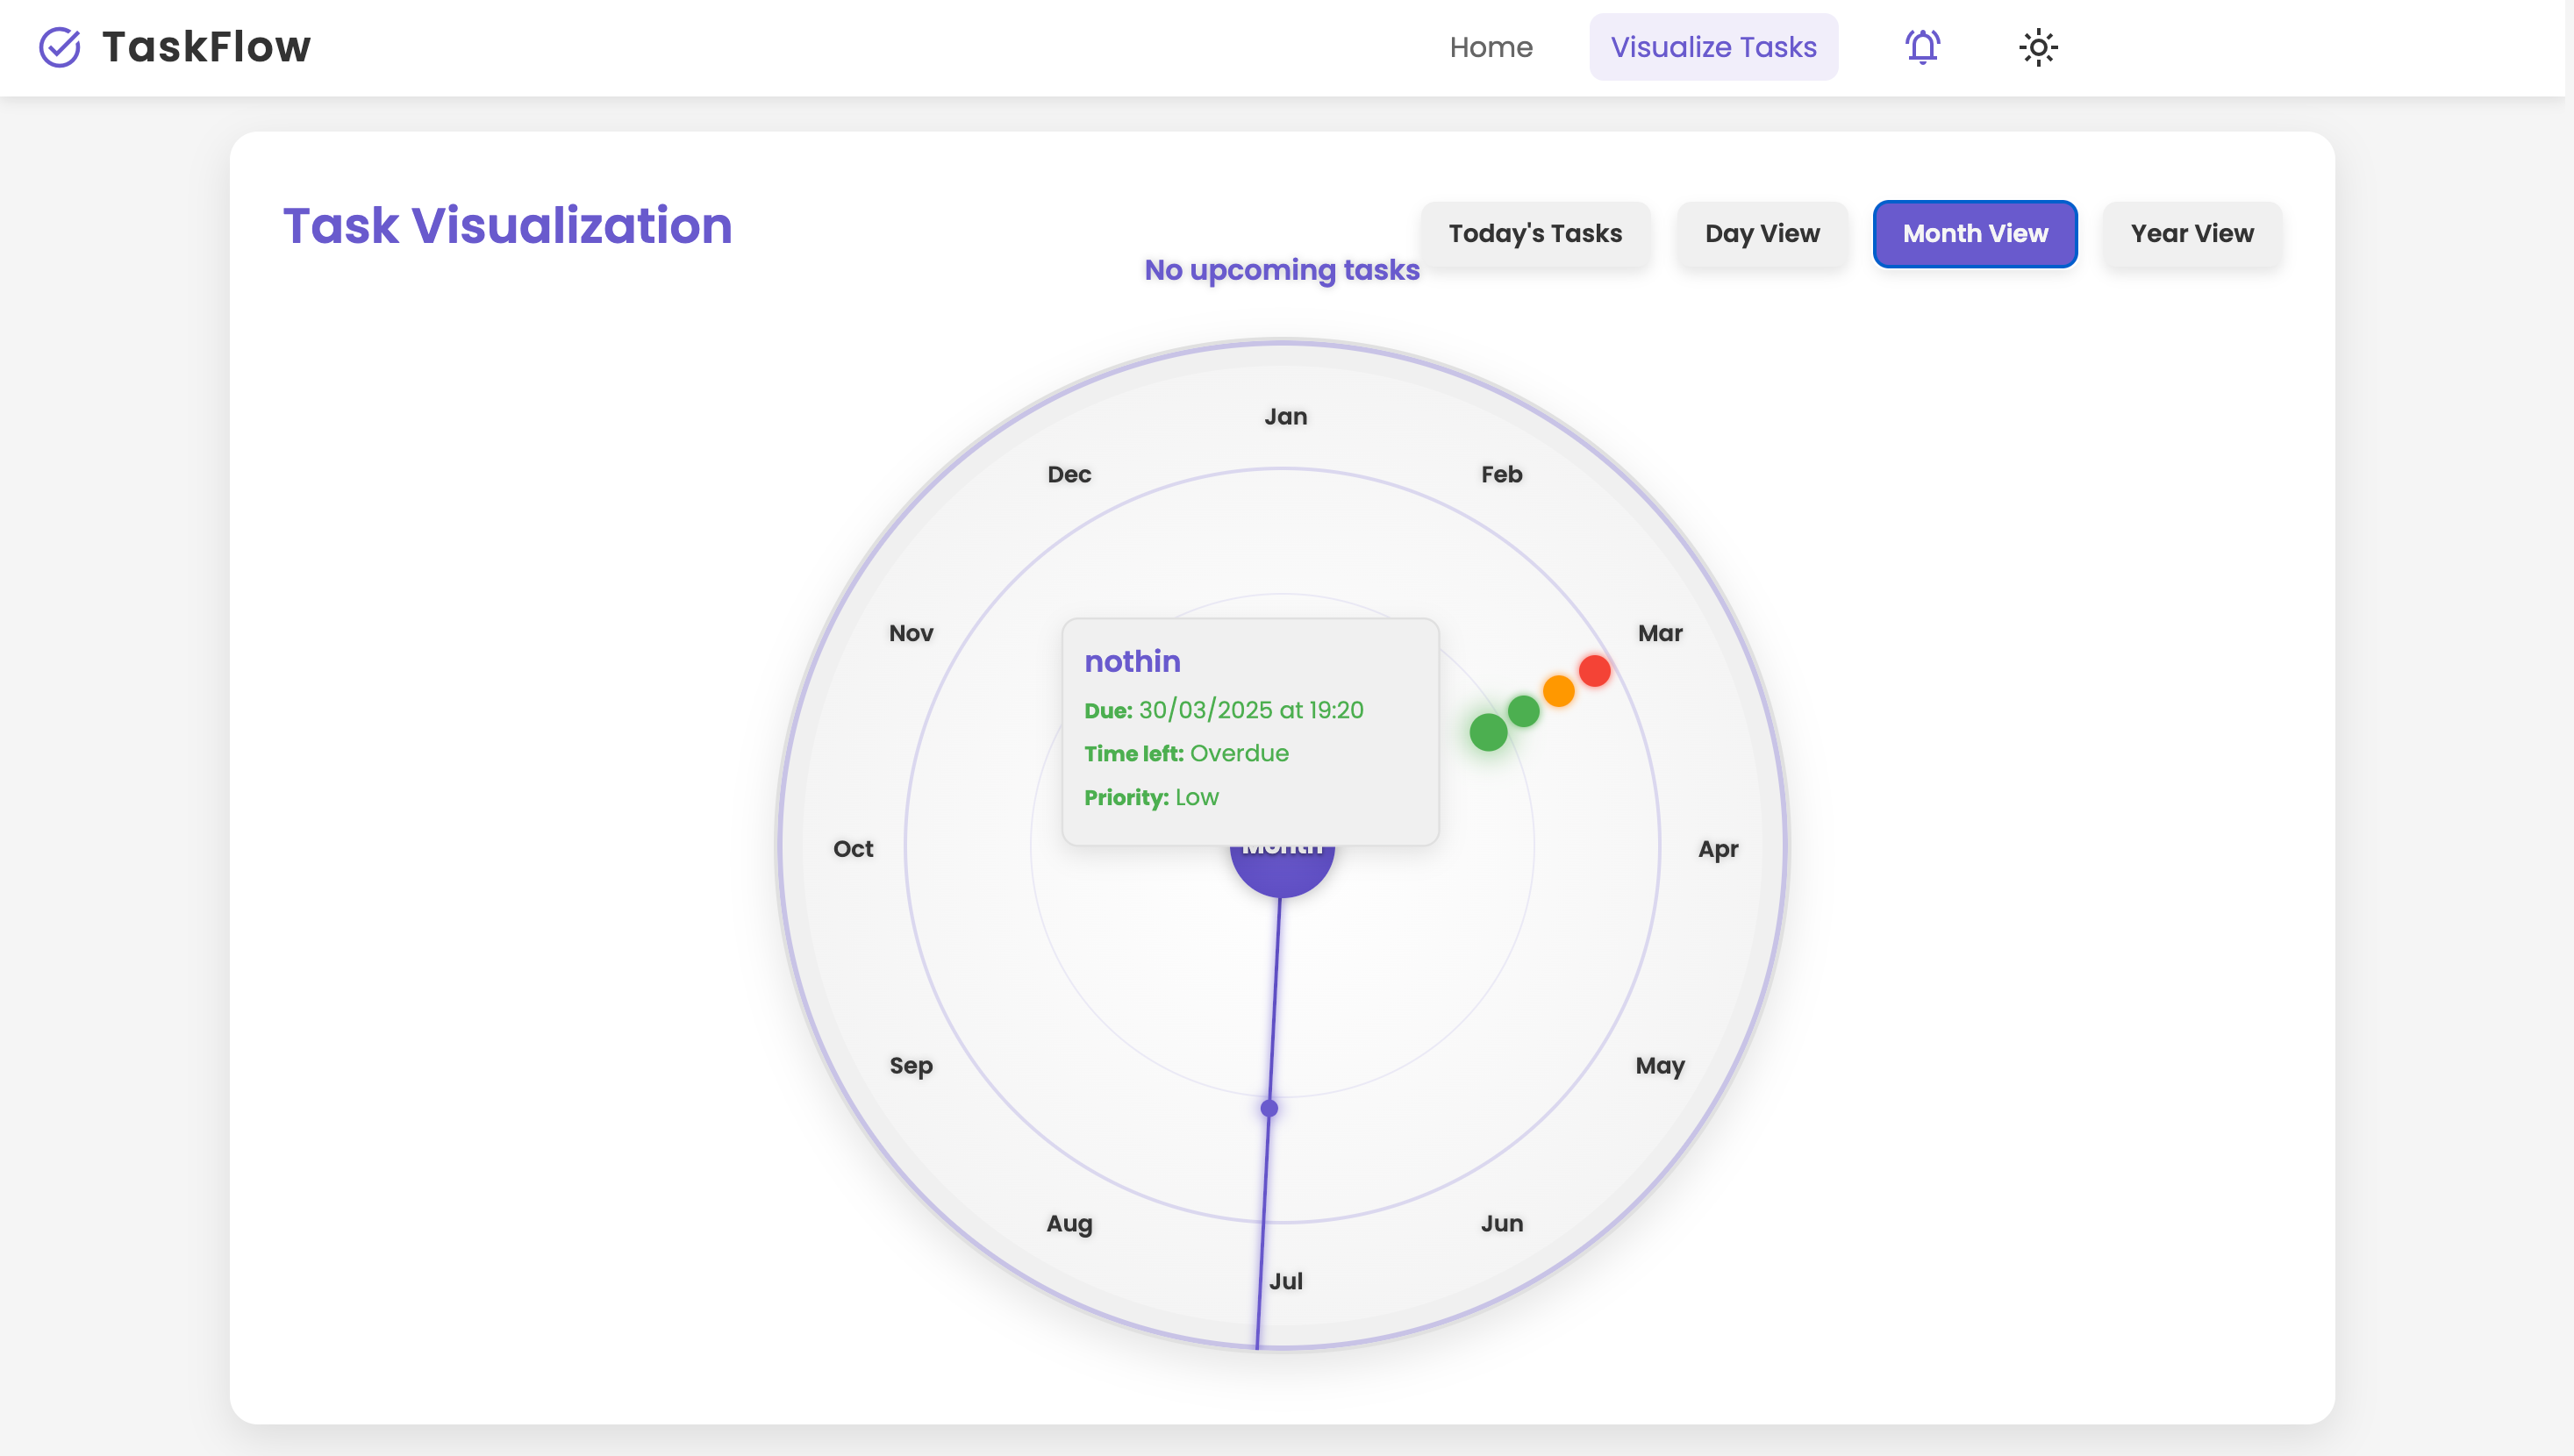 TaskFlow
Home
Visualize Tasks
Task Visualization
Today's Tasks
Day View
Month View
Year View
No upcoming tasks
Jan
Dec
Feb
Nov
Mar
nothin
Due: 30/03/2025 at 19:20
Time left: Overdue
Priority: Low
Month
Oct
Apr
Sep
May
Aug
Jun
Jul